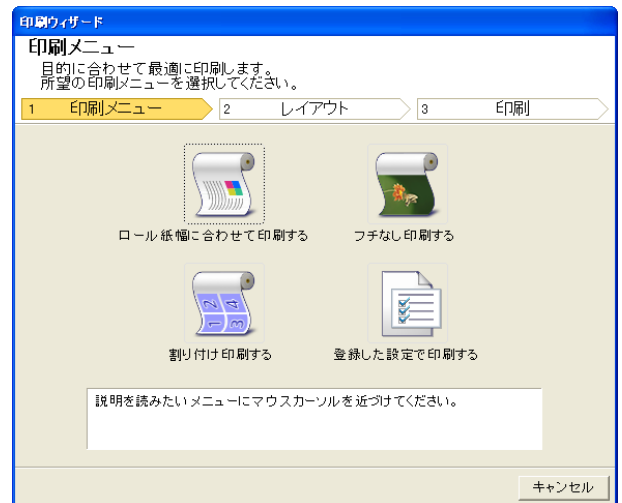 印刷ウィザード
印刷メニュー
目的に合わせて最適に印刷します。
所望の印刷メニューを選択してください。
1 印刷メニュー 2 レイアウト 3 印刷
ロール紙幅に合わせて印刷する フチなし印刷する
1 2 3 4
割り付け印刷する 登録した設定で印刷する
説明を読みたいメニューにマウスカーソルを近づけてください。
キャンセル